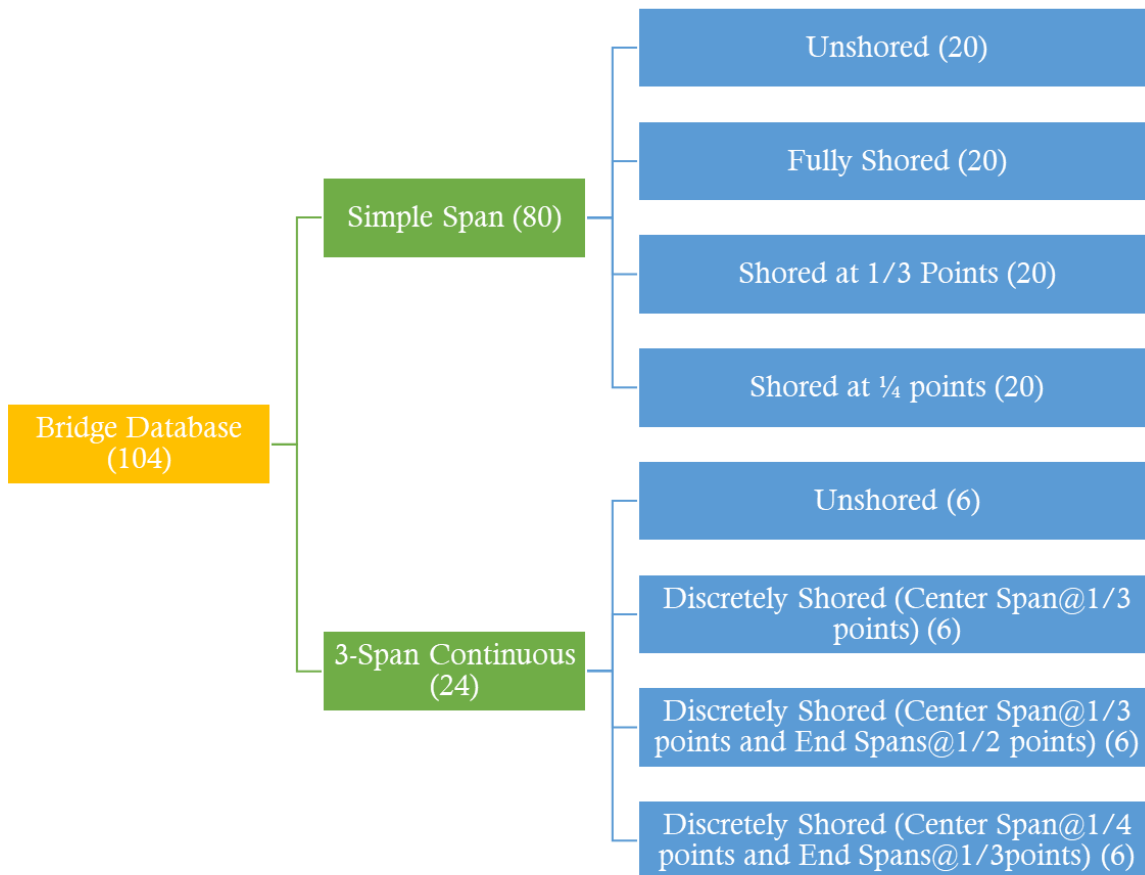 Unshored (20)
Fully Shored (20)
Simple Span (80)
Shored at 1/3 Points (20)
Shored at ¼ points (20)
Bridge Database
(104)
Unshored (6)
Discretely Shored (Center Span@1/3
points) (6)
3-Span Continuous
(24)
Discretely Shored (Center Span@1/3
points and End Spans@1/2 points) (6)
Discretely Shored (Center Span@1/4
points and End Spans@1/3points) (6)